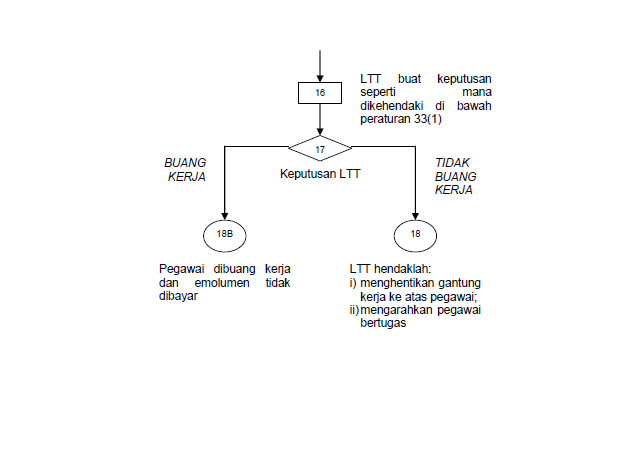 16
LTT buat keputusan
seperti mana
dikehendaki di bawah
peraturan 33(1)
17
Keputusan LTT
BUANG
KERJA
TIDAK
BUANG
KERJA
18B
Pegawai dibuang kerja
dan emolumen tidak
dibayar
18
LTT hendaklah:
i) menghentikan gantung
kerja ke atas pegawai;
ii) mengarahkan pegawai
bertugas